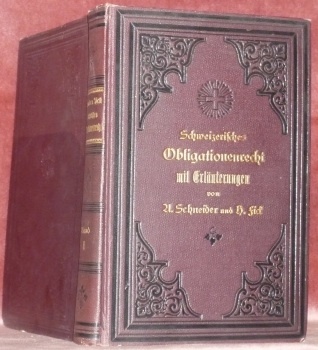 Schweizerisches
Obligationenrecht
mit Erläuterungen
von
A. Schneider und H. Fick